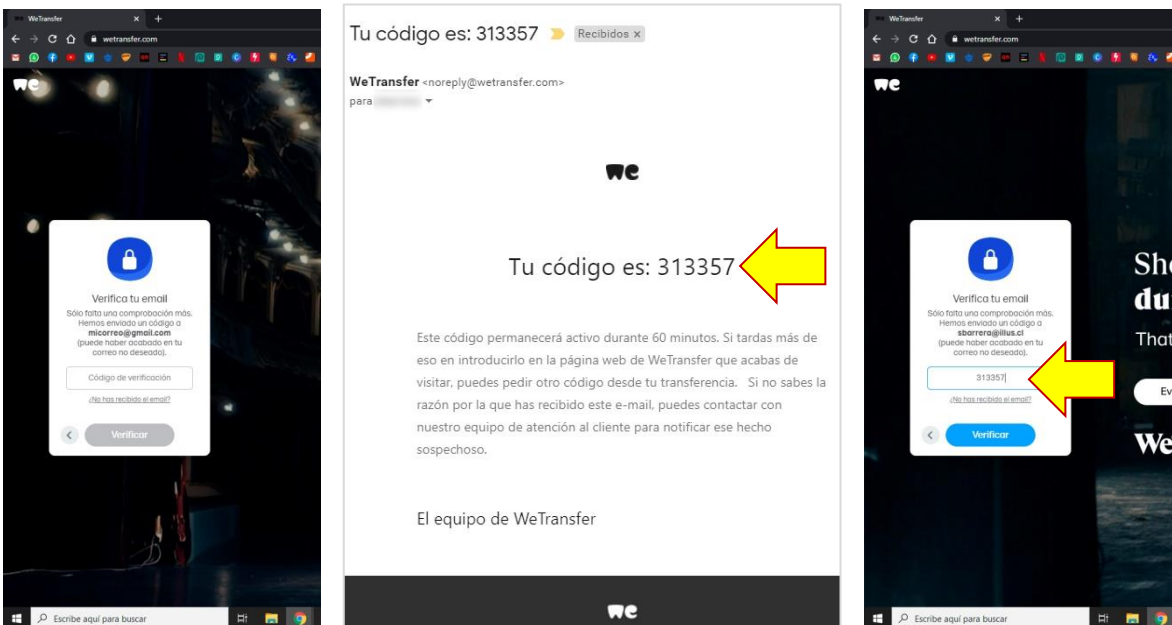 WeTransfer
wetransfer.com
we
Verifica tu email
Sólo falta una comprobación más.
Hemos enviado un código a
micorreo@gmail.com
(puede haber acabado en tu
correo no deseado).
Código de verificación
¿No has recibido el email?
Verificar
Escribe aquí para buscar
Tu código es: 313357
Recibidos x
WeTransfer <noreply@wetransfer.com>
para
we
Tu código es: 313357
Este código permanecerá activo durante 60 minutos. Si tardas más de
eso en introducirlo en la página web de WeTransfer que acabas de
visitar, puedes pedir otro código desde tu transferencia. Si no sabes la
razón por la que has recibido este e-mail, puedes contactar con
nuestro equipo de atención al cliente para notificar ese hecho
sospechoso.
El equipo de WeTransfer
we
WeTransfer
wetransfer.com
we
Verifica tu email
Sólo falta una comprobación más.
Hemos enviado un código a
sbarrera@iilus.cl
(puede haber acabado en tu
correo no deseado).
313357
¿No has recibido el email?
Verificar
Sho
dui
That
Ev
We
Escribe aquí para buscar